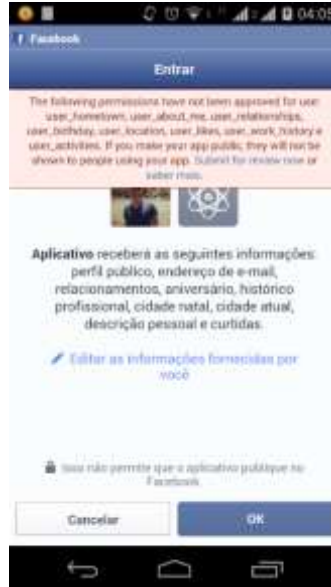 04:05
Facebook
Entrar
The following permissions have not been approved for use:
user_hometown, user_about_me, user_relationships,
user_birthday, user_location, user_likes, user_work_history e
user_activities. If you make your app public, they will not be
shown to people using your app. Submit for review now or
saber mais.
Aplicativo receberá as seguintes informações:
perfil público, endereço de e-mail,
relacionamentos, aniversário, histórico
profissional, cidade natal, cidade atual,
descrição pessoal e curtidas.
Editar as informações fornecidas por
você
Isso não permite que o aplicativo publique no
Facebook
Cancelar
OK